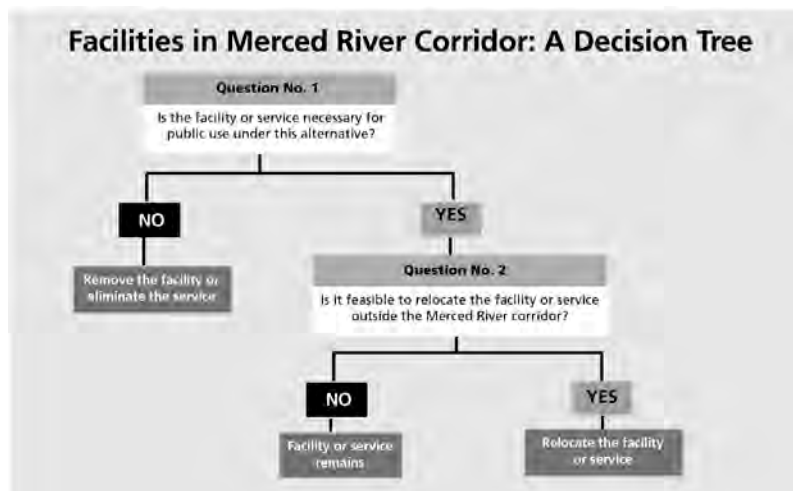 Facilities in Merced River Corridor: A Decision Tree
Question No. 1
Is the facility or service necessary for
public use under this alternative?
NO
YES
Remove the facility or
eliminate the service
Question No. 2
Is it feasible to relocate the facility or service
outside the Merced River corridor?
NO
YES
Facility or service
remains
Relocate the facility
or service